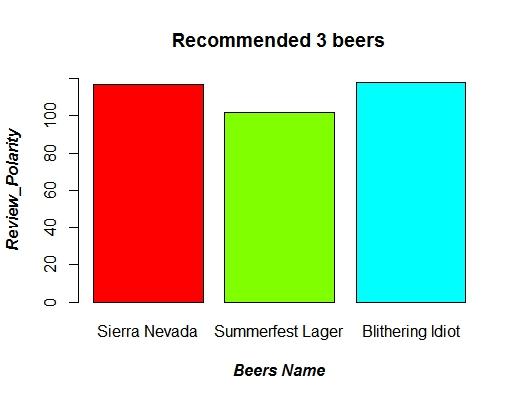 Recommended 3 beers
Review_Polarity
100
80
60
40
20
0
Sierra Nevada Summerfest Lager Blithering Idiot
Beers Name